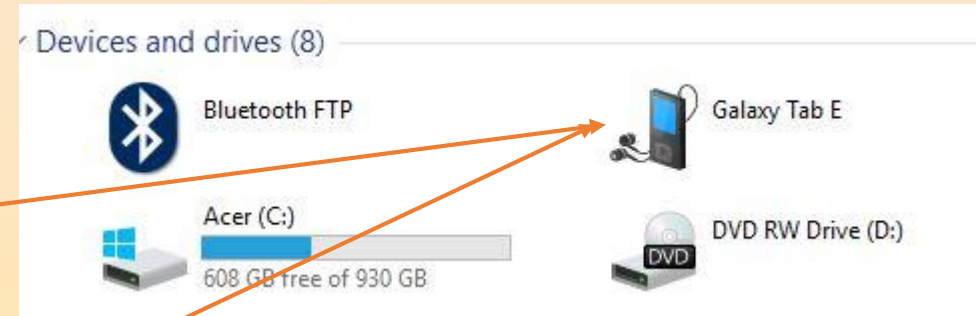 Devices and drives (8)
Bluetooth FTP
Galaxy Tab E
Acer (C:)
608 GB free of 930 GB
DVD RW Drive (D:)
DVD